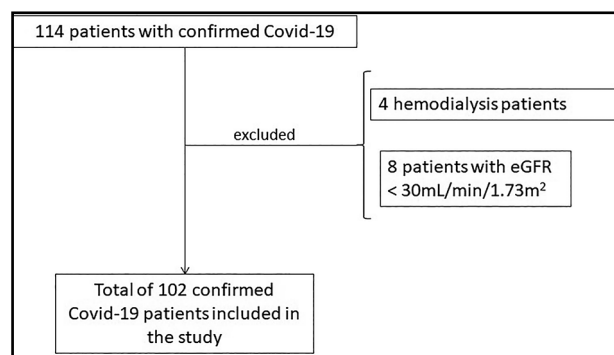 114 patients with confirmed Covid-19
4 hemodialysis patients
excluded
8 patients with eGFR
< 30mL/min/1.73m²
Total of 102 confirmed
Covid-19 patients included in
the study